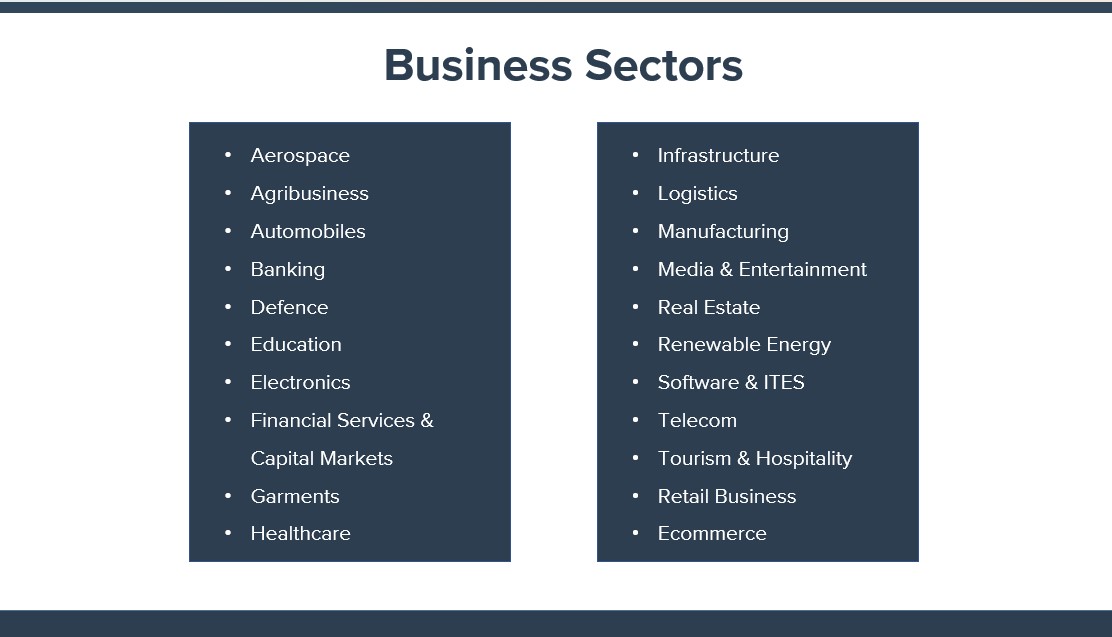 Business Sectors
• Aerospace
• Agribusiness
• Automobiles
• Banking
• Defence
• Education
• Electronics
• Financial Services &
Capital Markets
• Garments
• Healthcare
• Infrastructure
• Logistics
• Manufacturing
• Media & Entertainment
• Real Estate
• Renewable Energy
• Software & ITES
• Telecom
• Tourism & Hospitality
• Retail Business
• Ecommerce